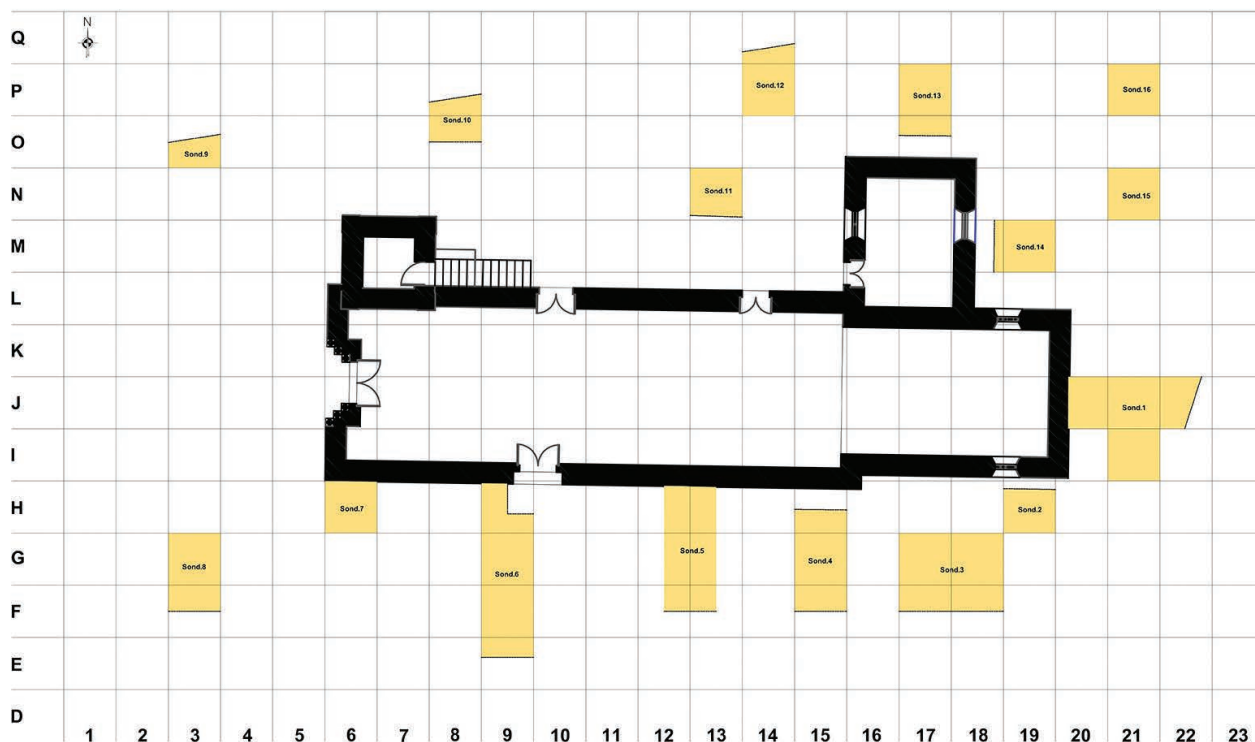 Q
N
P
Sond.12
Sond.13
Sond.16
Sond.10
O
Sond.9
N
Sond.11
Sond.15
M
Sond.14
L
K
J
Sond.1
I
H
Sond.7
Sond.2
G
Sond.8
Sond.6
Sond.5
Sond.4
Sond.3
F
E
D
1 2 3 4 5 6 7 8 9 10 11 12 13 14 15 16 17 18 19 20 21 22 23